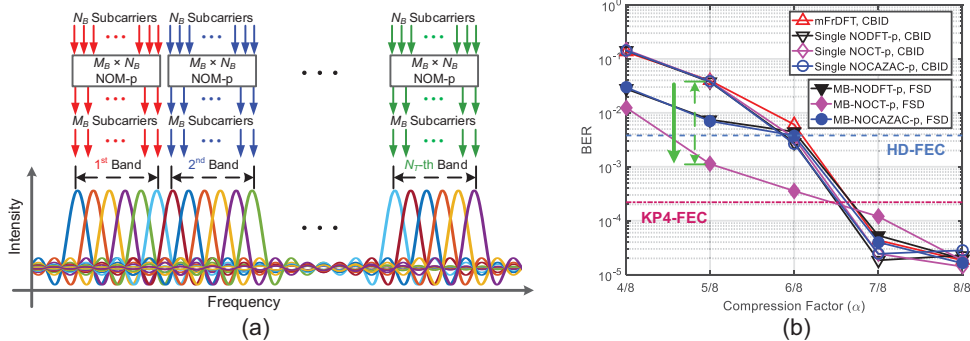 N_B Subcarriers N_B Subcarriers N_B Subcarriers
M_B × N_B NOM-p M_B × N_B NOM-p M_B × N_B NOM-p
M_B Subcarriers M_B Subcarriers M_B Subcarriers
1st Band 2nd Band N_T-th Band
Intensity
Frequency
(a)
mFrDFT, CBID
Single NODFT-p, CBID
Single NOCT-p, CBID
Single NOCAZAC-p, CBID
MB-NODFT-p, FSD
MB-NOCT-p, FSD
MB-NOCAZAC-p, FSD
HD-FEC
KP4-FEC
BER
10^0
10^-1
10^-2
10^-3
10^-4
10^-5
4/8 5/8 6/8 7/8 8/8
Compression Factor (α)
(b)